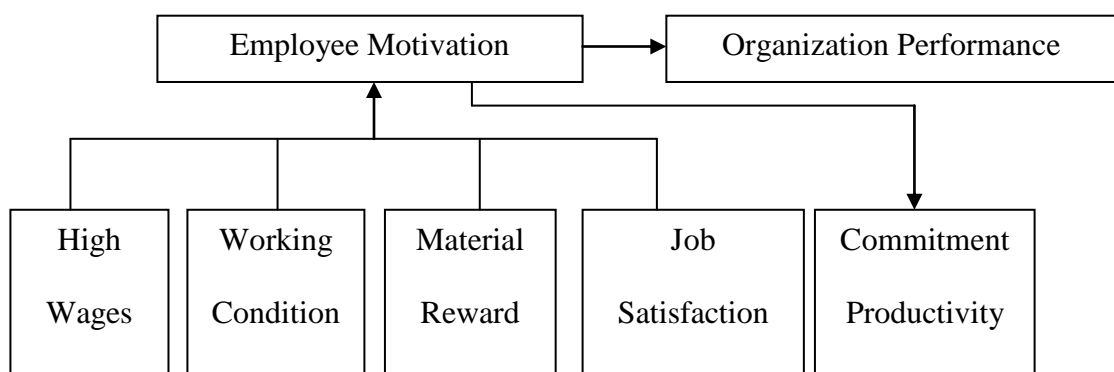 Employee Motivation
Organization Performance
High
Wages
Working
Condition
Material
Reward
Job
Satisfaction
Commitment
Productivity